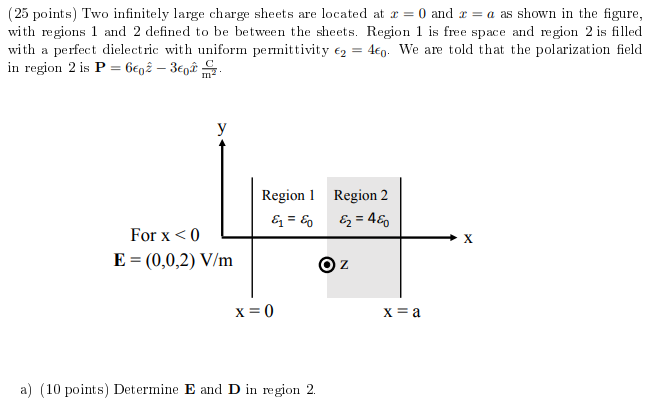 (25 points) Two infinitely large charge sheets are located at x = 0 and x = a as shown in the figure,
with regions 1 and 2 defined to be between the sheets. Region 1 is free space and region 2 is filled
with a perfect dielectric with uniform permittivity ϵ₂ = 4ϵ₀. We are told that the polarization field
in region 2 is P = 6ϵ₀ẑ − 3ϵ₀x̂ C/m².
y
Region 1 Region 2
ε₁ = ε₀ ε₂ = 4ε₀
For x < 0
x
E = (0,0,2) V/m
z
x = 0 x = a
a) (10 points) Determine E and D in region 2.